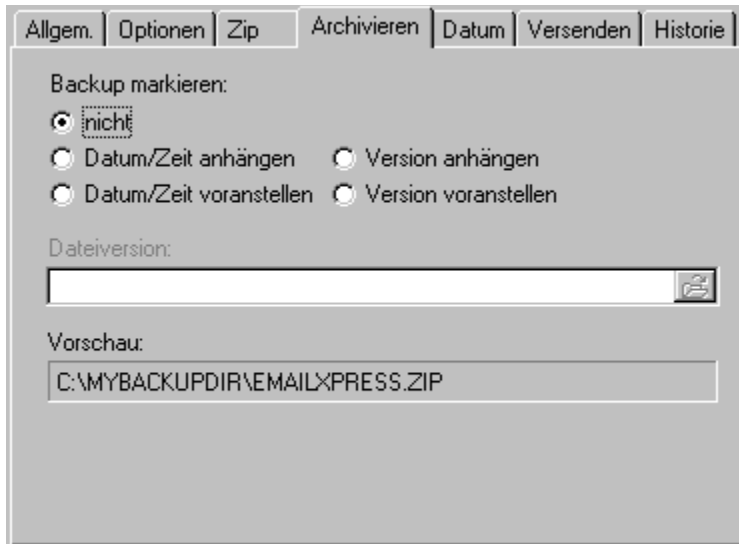 Allgem. Optionen Zip Archivieren Datum Versenden Historie
Backup markieren:
nicht
Datum/Zeit anhängen Version anhängen
Datum/Zeit voranstellen Version voranstellen
Dateiversion:
Vorschau:
C:\MYBACKUPDIR\EMAILXPRESS.ZIP